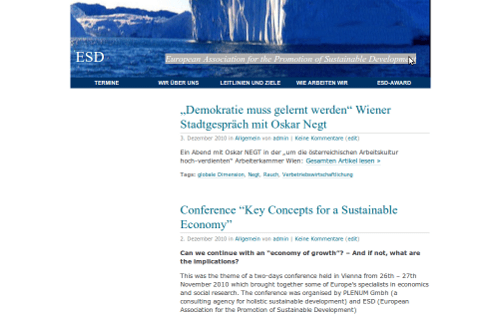 ESD
European Association for the Promotion of Sustainable Developm
TERMINE WIR ÜBER UNS LEITLINIEN UND ZIELE WIE ARBEITEN WIR ESD-AWARD
„Demokratie muss gelernt werden“ Wiener
Stadtgespräch mit Oskar Negt
3. Dezember 2010 in Allgemein von admin | Keine Kommentare (edit)
Ein Abend mit Oskar NEGT in der „um die österreichischen Arbeitskultur
hoch-verdienten“ Arbeiterkammer Wien: Gesamten Artikel lesen »
Tags: globale Dimension, Negt, Rauch, Verbetriebswirtschaftlichung
Conference “Key Concepts for a Sustainable
Economy”
2. Dezember 2010 in Allgemein von admin | Keine Kommentare (edit)
Can we continue with an “economy of growth”? – And if not, what are
the implications?
This was the theme of a two-days conference held in Vienna from 26th – 27th
November 2010 which brought together some of Europe's specialists in economics
and social research. The conference was organised by PLENUM Gmbh (a
consulting agency for holistic sustainable development) and ESD (European
Association for the Promotion of Sustainable Development)